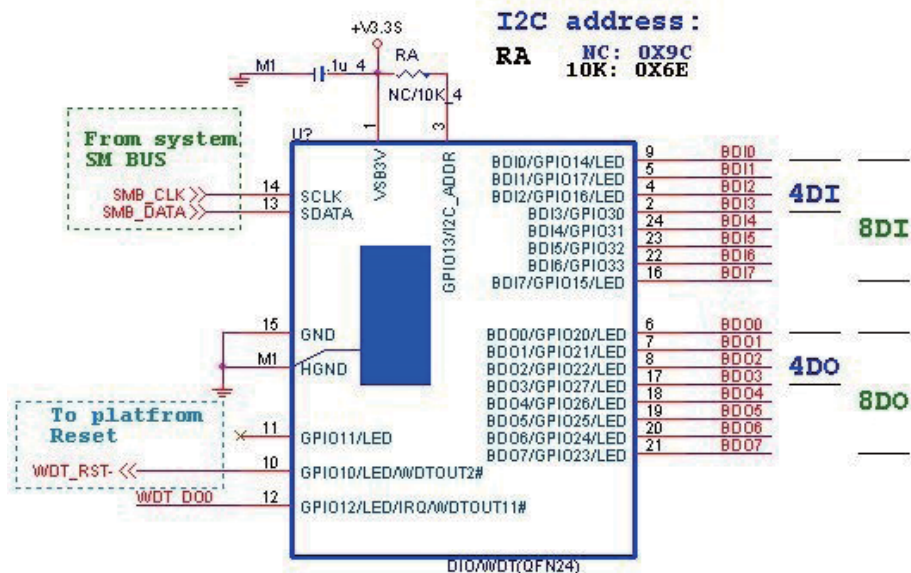 I2C address:
RA NC: 0X9C
10K: 0X6E
+V3.3S
M1 .1u_4 RA
NC/10K_4
From system
SM BUS
SMB_CLK 14 SCLK
SMB_DATA 13 SDATA
U?
1 VSB3V
3 GPIO13/I2C_ADDR
BDI0/GPIO14/LED 9 BDI0
BDI1/GPIO17/LED 5 BDI1
BDI2/GPIO16/LED 4 BDI2
BDI3/GPIO30 2 BDI3
BDI4/GPIO31 24 BDI4
BDI5/GPIO32 23 BDI5
BDI6/GPIO33 22 BDI6
BDI7/GPIO15/LED 16 BDI7
4DI
8DI
15 GND
M1 HGND
BDO0/GPIO20/LED 6 BDO0
BDO1/GPIO21/LED 7 BDO1
BDO2/GPIO22/LED 8 BDO2
BDO3/GPIO27/LED 17 BDO3
BDO4/GPIO26/LED 18 BDO4
BDO5/GPIO25/LED 19 BDO5
BDO6/GPIO24/LED 20 BDO6
BDO7/GPIO23/LED 21 BDO7
4DO
8DO
To platfrom
Reset
11 GPIO11/LED
WDT_RST- 10 GPIO10/LED/WDTOUT2#
WDT_DO0 12 GPIO12/LED/IRQ/WDTOUT11#
DIO/WDT(QFN24)